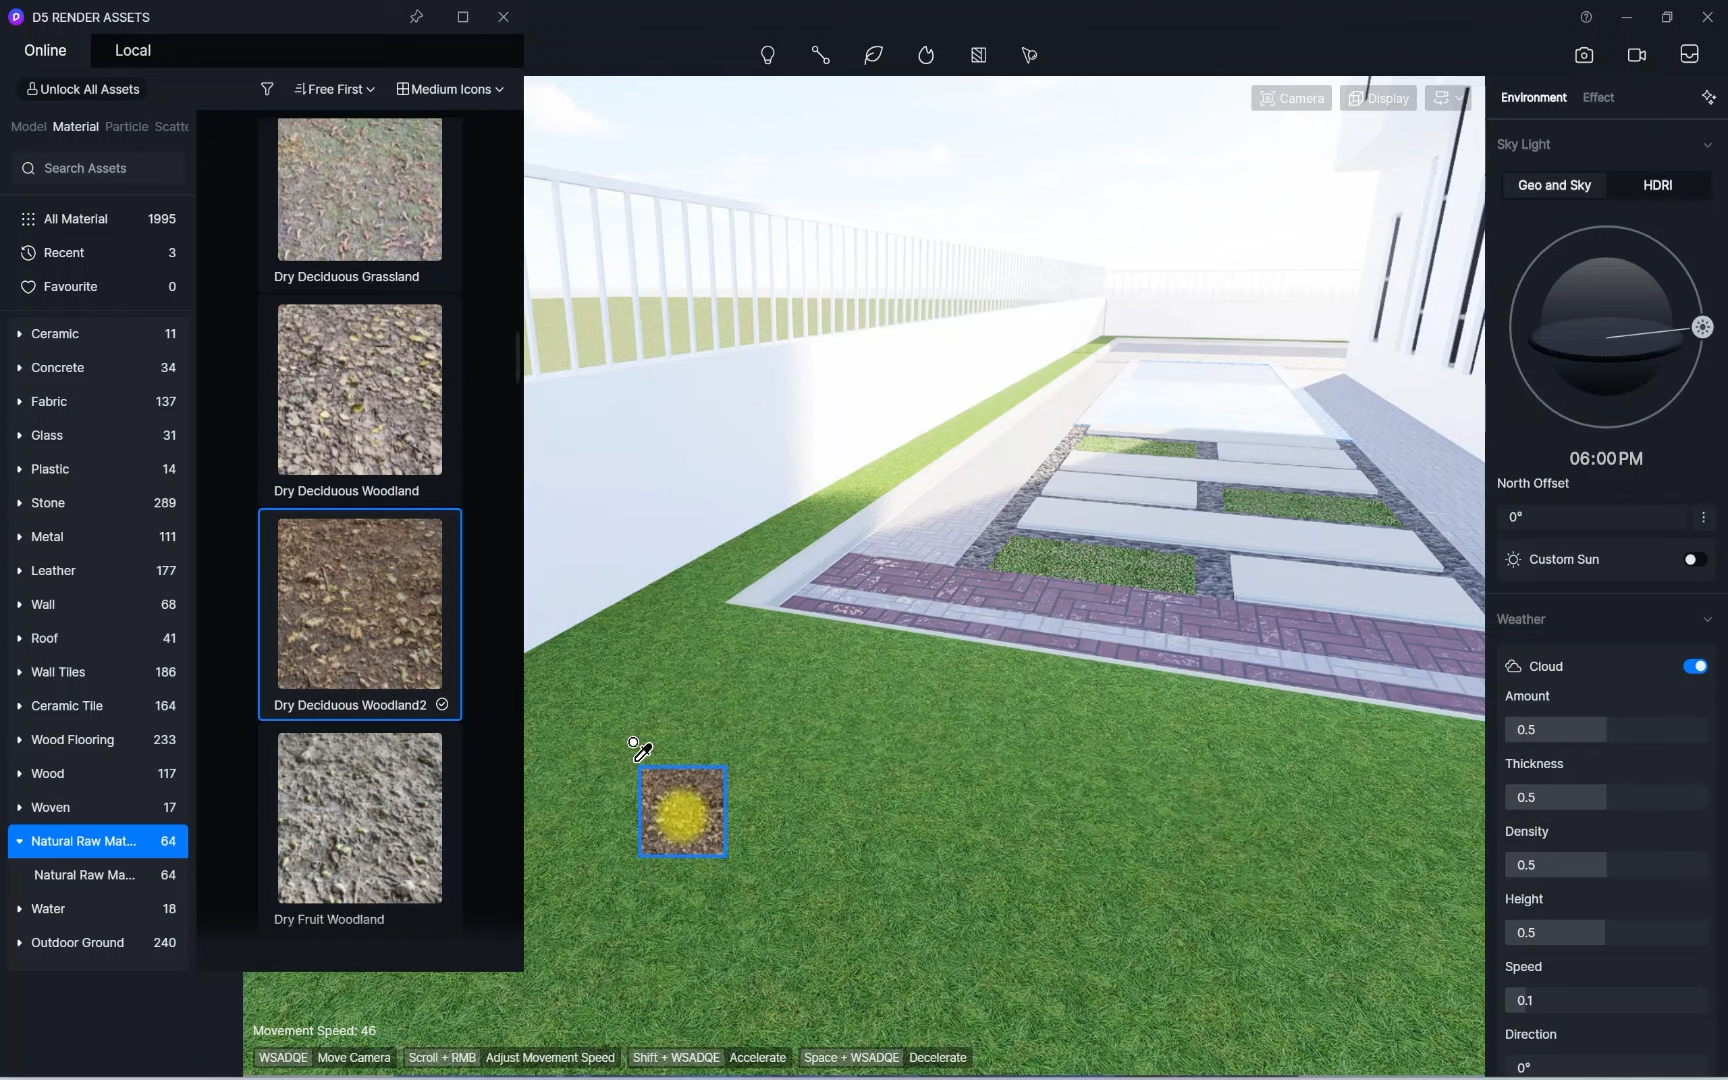 D5 RENDER ASSETS
Online
Local
Unlock All Assets
Free First
Medium Icons
Model Material Particle Scatte
Search Assets
All Material 1995
Recent 3
Favourite 0
Ceramic 11
Concrete 34
Fabric 137
Glass 31
Plastic 14
Stone 289
Metal 111
Leather 177
Wall 68
Roof 41
Wall Tiles 186
Ceramic Tile 164
Wood Flooring 233
Wood 117
Woven 17
Natural Raw Mat... 64
Natural Raw Ma... 64
Water 18
Outdoor Ground 240
Dry Deciduous Grassland
Dry Deciduous Woodland
Dry Deciduous Woodland2
Dry Fruit Woodland
Camera
Display
Movement Speed: 46
WSADQE Move Camera Scroll + RMB Adjust Movement Speed Shift + WSADQE Accelerate Space + WSADQE Decelerate
Environment Effect
Sky Light
Geo and Sky HDRI
06:00 PM
North Offset
0°
Custom Sun
Weather
Cloud
Amount
0.5
Thickness
0.5
Density
0.5
Height
0.5
Speed
0.1
Direction
0°